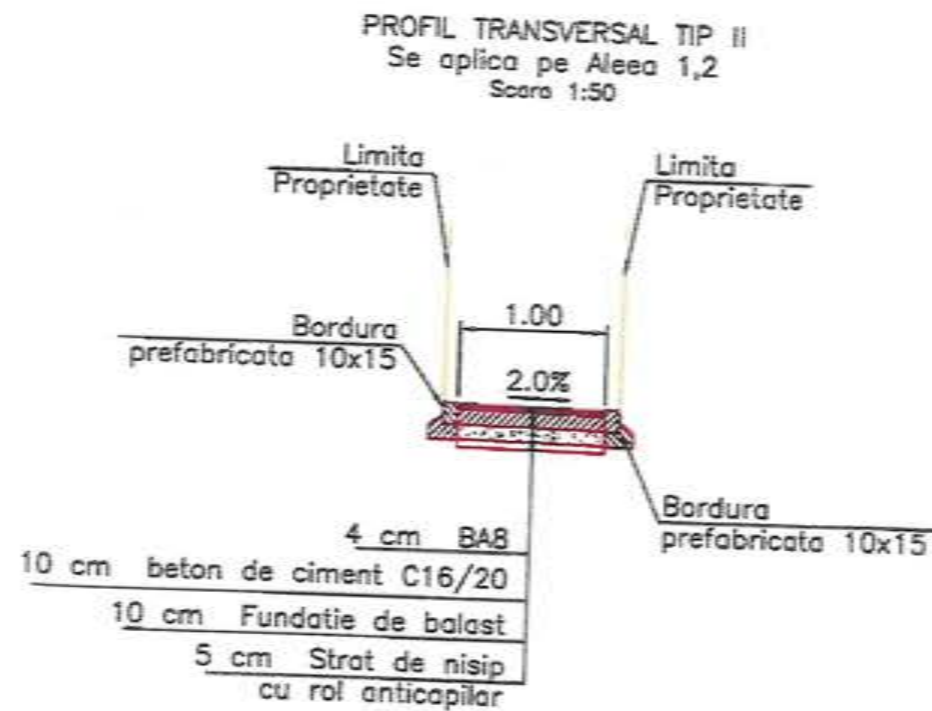 PROFIL TRANSVERSAL TIP II
Se aplica pe Aleea 1,2
Scara 1:50
Limita
Proprietate
Limita
Proprietate
1.00
Bordura
prefabricata 10x15
2.0%
Bordura
prefabricata 10x15
4 cm BA8
10 cm beton de ciment C16/20
10 cm Fundatie de balast
5 cm Strat de nisip
cu rol anticapilar